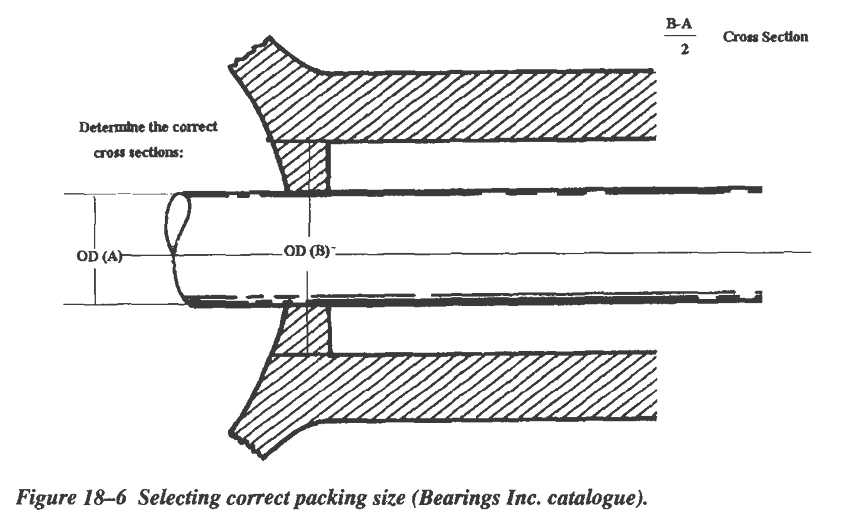 B-A
2
Cross Section
Determine the correct
cross sections:
OD (A)
OD (B)
Figure 18–6 Selecting correct packing size (Bearings Inc. catalogue).